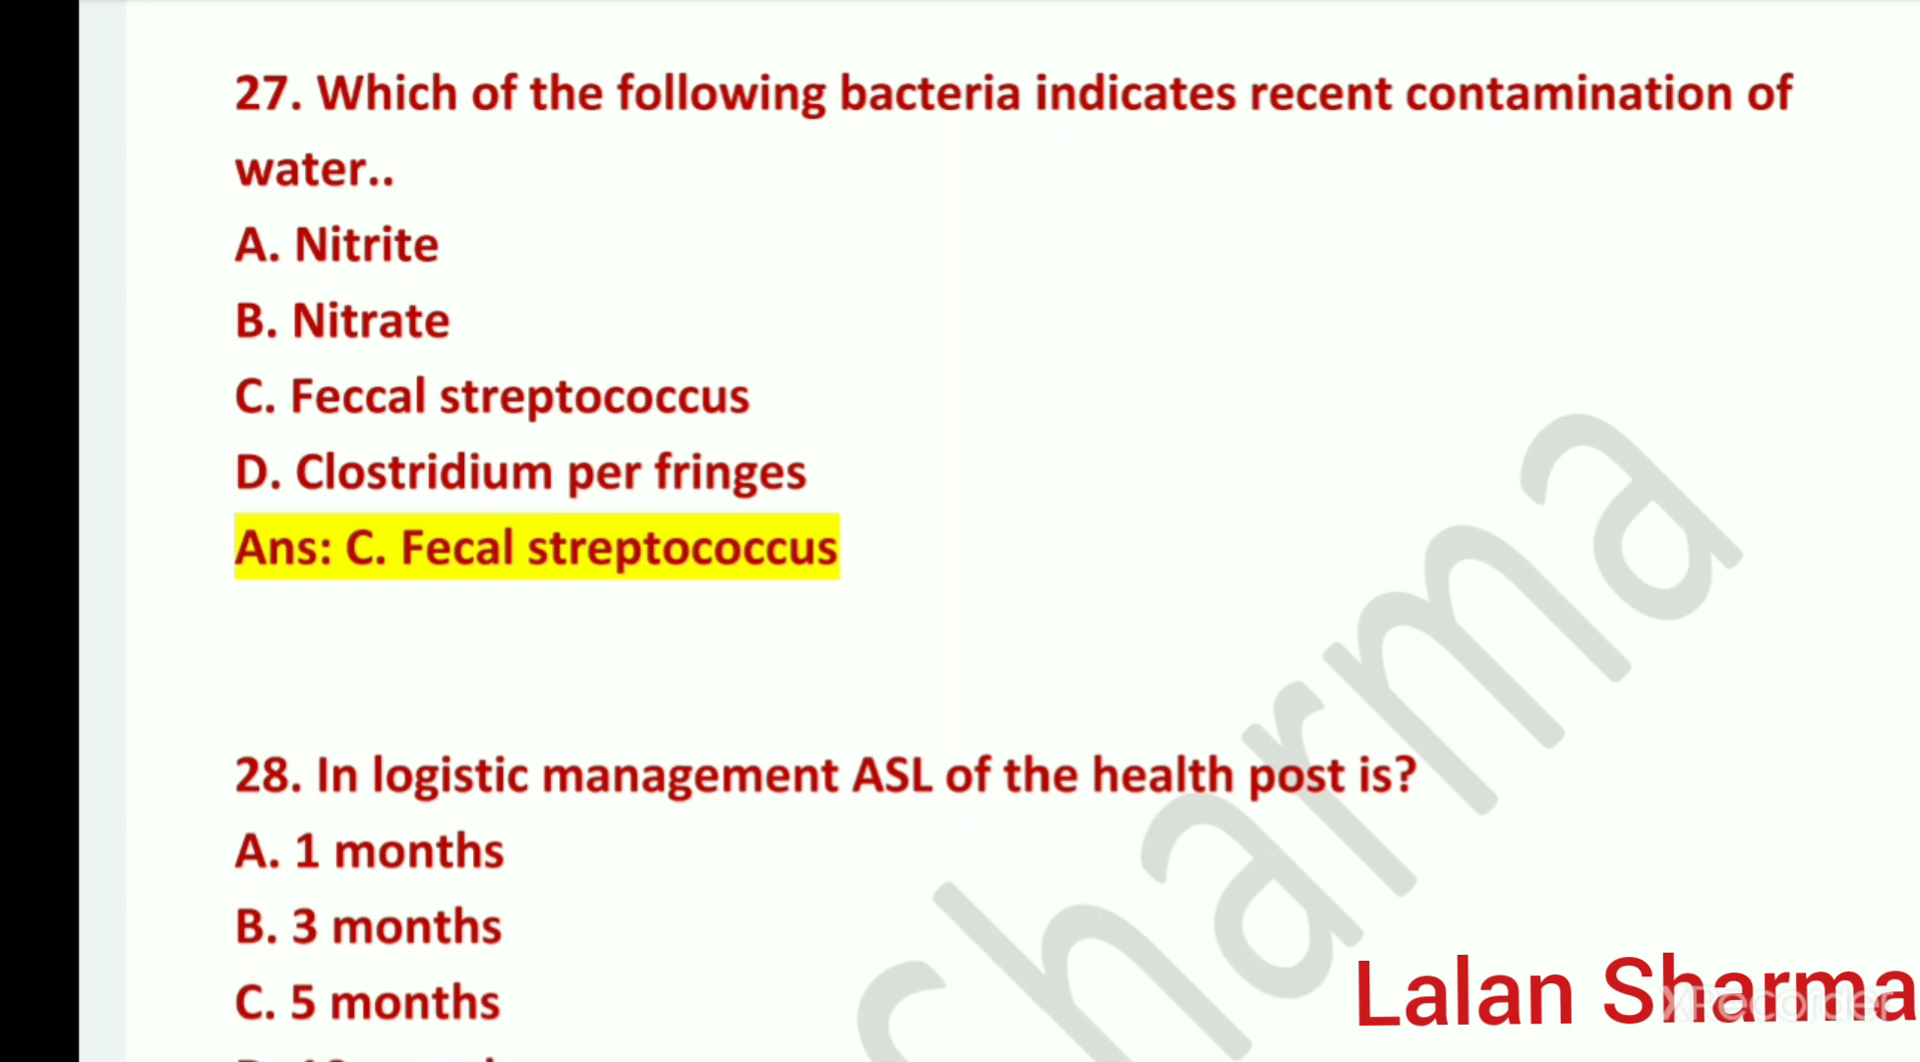 27. Which of the following bacteria indicates recent contamination of
water..
A. Nitrite
B. Nitrate
C. Feccal streptococcus
D. Clostridium per fringes
Ans: C. Fecal streptococcus
28. In logistic management ASL of the health post is?
A. 1 months
B. 3 months
C. 5 months
sharma
Lalan Sharma
XRecorder